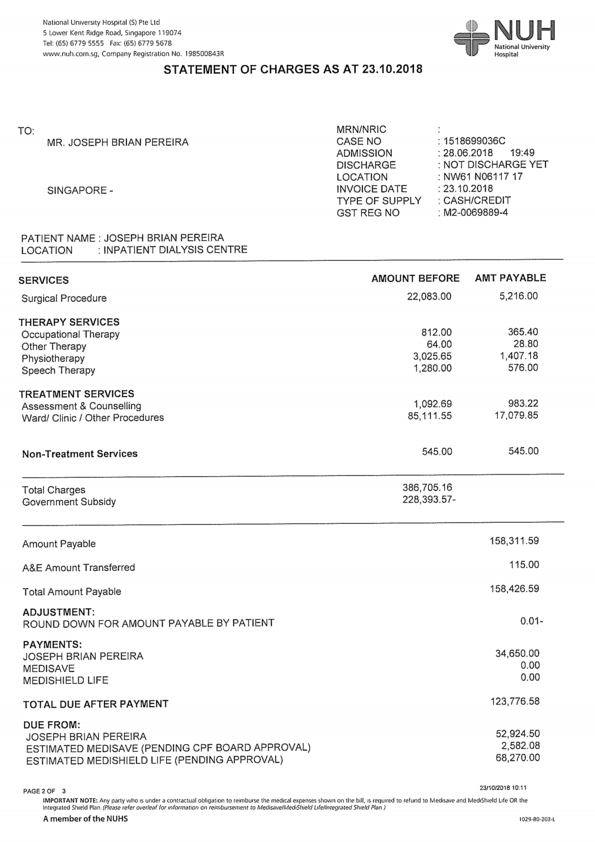 National University Hospital (S) Pte Ltd
5 Lower Kent Ridge Road, Singapore 119074
Tel: (65) 6779 5555 Fax: (65) 6779 5678
www.nuh.com.sg, Company Registration No. 198500843R
NUH
National University
Hospital
STATEMENT OF CHARGES AS AT 23.10.2018
TO:
MR. JOSEPH BRIAN PEREIRA
SINGAPORE -
MRN/NRIC :
CASE NO : 1518699036C
ADMISSION : 28.06.2018 19:49
DISCHARGE : NOT DISCHARGE YET
LOCATION : NW61 N06117 17
INVOICE DATE : 23.10.2018
TYPE OF SUPPLY : CASH/CREDIT
GST REG NO : M2-0069889-4
PATIENT NAME : JOSEPH BRIAN PEREIRA
LOCATION : INPATIENT DIALYSIS CENTRE
SERVICES AMOUNT BEFORE AMT PAYABLE
Surgical Procedure 22,083.00 5,216.00
THERAPY SERVICES
Occupational Therapy 812.00 365.40
Other Therapy 64.00 28.80
Physiotherapy 3,025.65 1,407.18
Speech Therapy 1,280.00 576.00
TREATMENT SERVICES
Assessment & Counselling 1,092.69 983.22
Ward/ Clinic / Other Procedures 85,111.55 17,079.85
Non-Treatment Services 545.00 545.00
Total Charges 386,705.16
Government Subsidy 228,393.57-
Amount Payable 158,311.59
A&E Amount Transferred 115.00
Total Amount Payable 158,426.59
ADJUSTMENT:
ROUND DOWN FOR AMOUNT PAYABLE BY PATIENT 0.01-
PAYMENTS:
JOSEPH BRIAN PEREIRA 34,650.00
MEDISAVE 0.00
MEDISHIELD LIFE 0.00
TOTAL DUE AFTER PAYMENT 123,776.58
DUE FROM:
JOSEPH BRIAN PEREIRA 52,924.50
ESTIMATED MEDISAVE (PENDING CPF BOARD APPROVAL) 2,582.08
ESTIMATED MEDISHIELD LIFE (PENDING APPROVAL) 68,270.00
PAGE 2 OF 3 23/10/2018 10:11
IMPORTANT NOTE: Any party who is under a contractual obligation to reimburse the medical expenses shown on the bill, is required to refund to Medisave and MediShield Life OR the
Integrated Shield Plan. (Please refer overleaf for information on reimbursement to Medisave/MediShield Life/Integrated Shield Plan.)
A member of the NUHS 1029-80-203-L